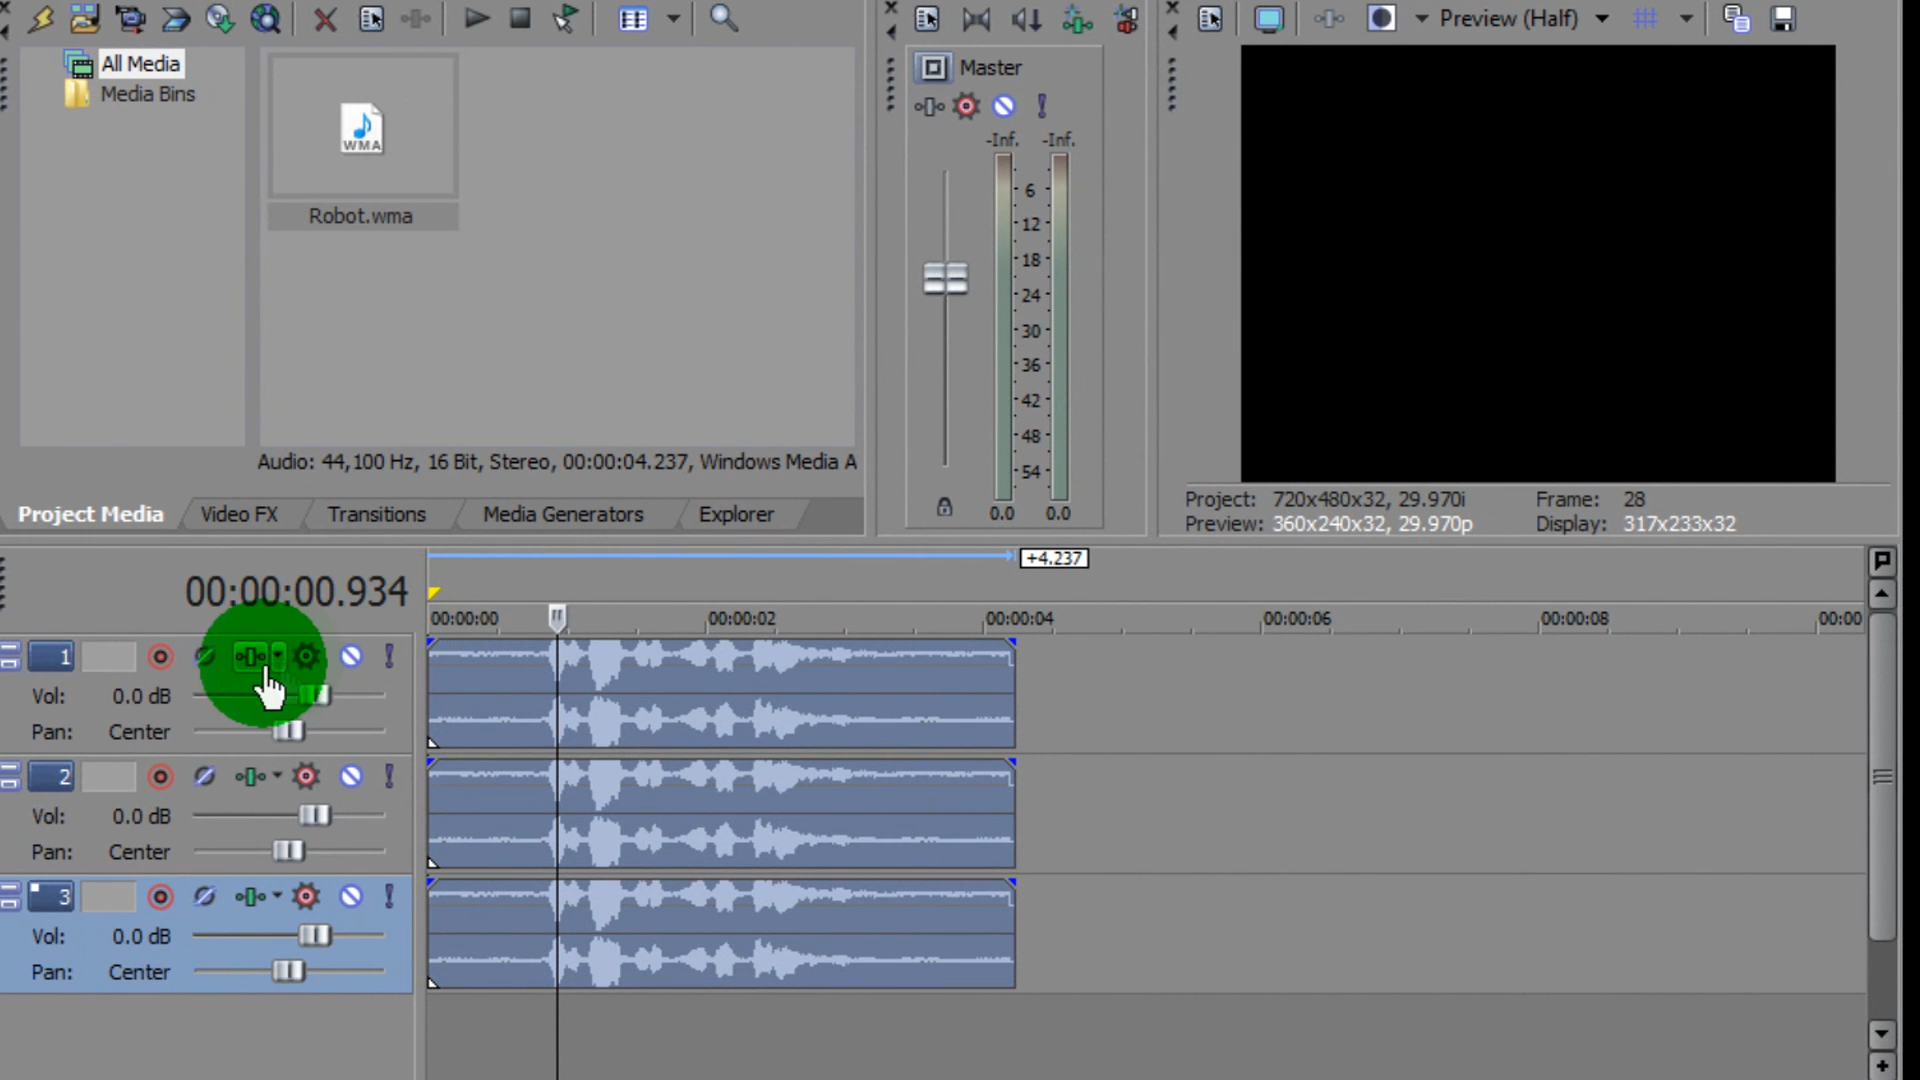 Preview (Half)
All Media
Media Bins
WMA
Robot.wma
Audio: 44,100 Hz, 16 Bit, Stereo, 00:00:04.237, Windows Media A
Project Media
Video FX
Transitions
Media Generators
Explorer
Master
-Inf. -Inf.
6
12
18
24
30
36
42
48
54
0.0 0.0
Project: 720x480x32, 29.970i Frame: 28
Preview: 360x240x32, 29.970p Display: 317x233x32
+4.237
00:00:00.934
00:00:00 00:00:02 00:00:04 00:00:06 00:00:08 00:00
1
Vol: 0.0 dB
Pan: Center
2
Vol: 0.0 dB
Pan: Center
3
Vol: 0.0 dB
Pan: Center